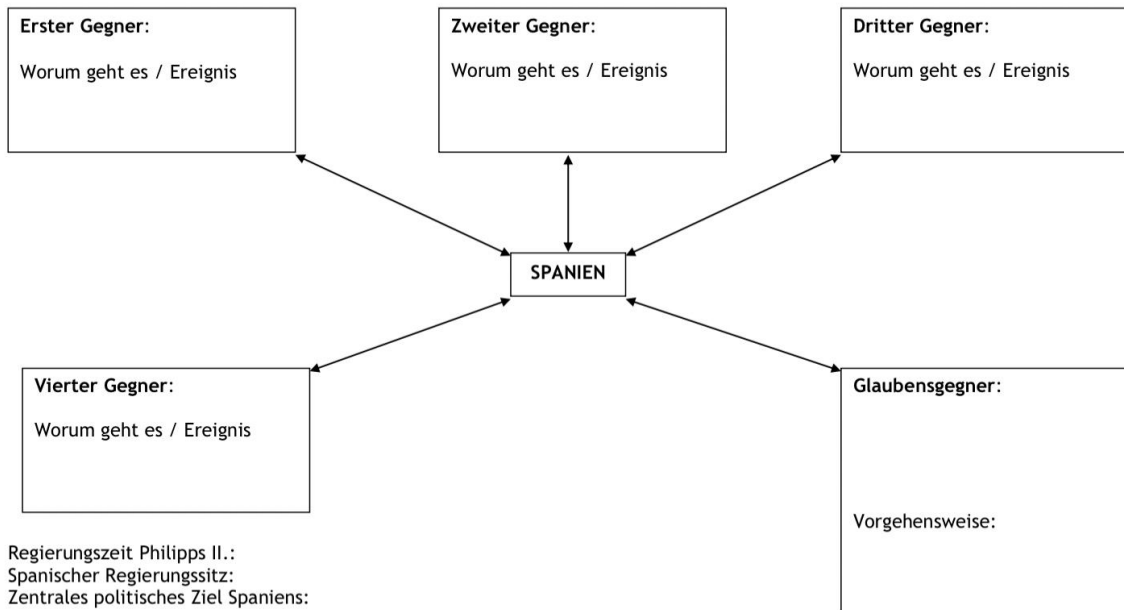 Erster Gegner:
Worum geht es / Ereignis
Zweiter Gegner:
Worum geht es / Ereignis
Dritter Gegner:
Worum geht es / Ereignis
SPANIEN
Vierter Gegner:
Worum geht es / Ereignis
Glaubensgegner:
Vorgehensweise:
Regierungszeit Philipps II.:
Spanischer Regierungssitz:
Zentrales politisches Ziel Spaniens: